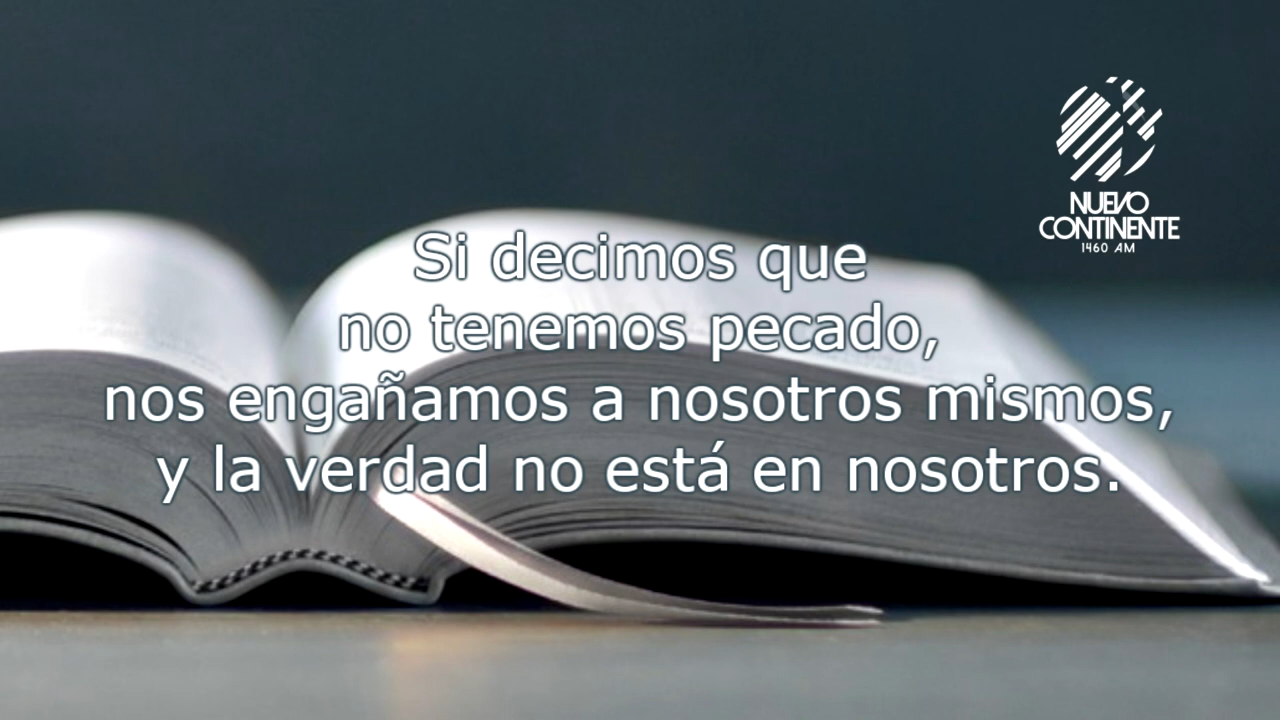 NUEVO
CONTINENTE
1460 AM
Si decimos que
no tenemos pecado,
nos engañamos a nosotros mismos,
y la verdad no está en nosotros.